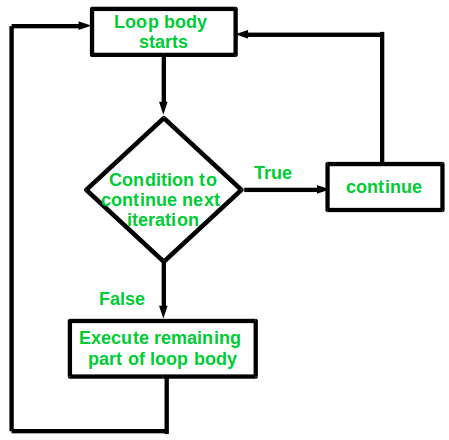 Loop body
starts
Condition to
continue next
iteration
True
continue
False
Execute remaining
part of loop body